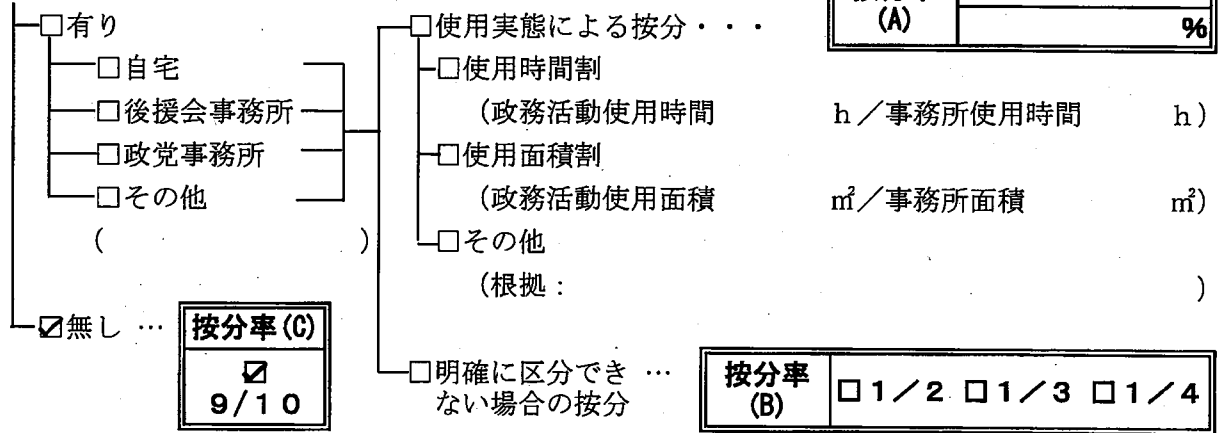 □有り
□自宅
□後援会事務所
□政党事務所
□その他
(　　　　)
□使用実態による按分・・・
(A)
%
□使用時間割
(政務活動使用時間　　　h／事務所使用時間　　　h)
□使用面積割
(政務活動使用面積　　　㎡／事務所面積　　　㎡)
□その他
(根拠：　　　　)
☑無し …
按分率(C)
☑
9/10
□明確に区分でき …
ない場合の按分
按分率
(B)
□1／2 □1／3 □1／4